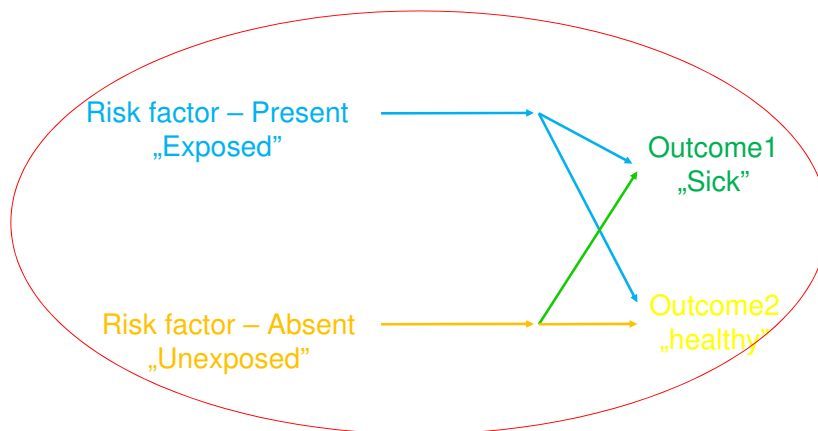 Risk factor – Present
„Exposed”
Outcome1
„Sick”
Risk factor – Absent
„Unexposed”
Outcome2
„healthy”